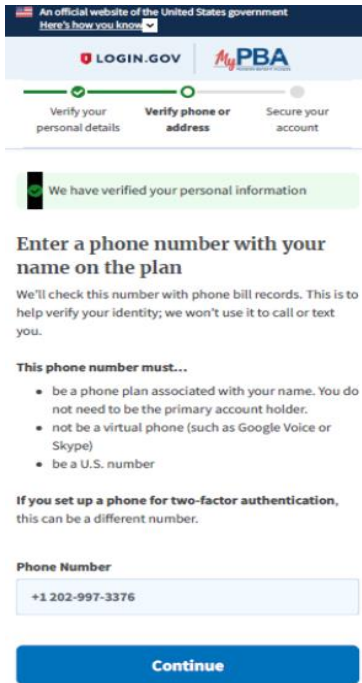 An official website of the United States government
Here's how you know
LOGIN.GOV MyPBA
Verify your personal details
Verify phone or address
Secure your account
We have verified your personal information
Enter a phone number with your
name on the plan
We'll check this number with phone bill records. This is to
help verify your identity; we won't use it to call or text
you.
This phone number must...
• be a phone plan associated with your name. You do
not need to be the primary account holder.
• not be a virtual phone (such as Google Voice or
Skype)
• be a U.S. number
If you set up a phone for two-factor authentication,
this can be a different number.
Phone Number
+1 202-997-3376
Continue